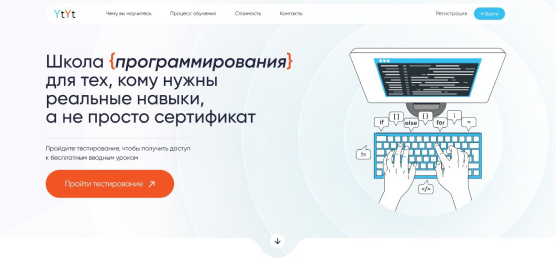 YtYt
Чему вы научитесь Процесс обучения Стоимость Контакты
Регистрация Войти
Школа {программирования}
для тех, кому нужны
реальные навыки,
а не просто сертификат
Пройдите тестирование, чтобы получить доступ
к бесплатным вводным урокам
Пройти тестирование
if
[ ]
else
( )
for
;
=
!=
</>